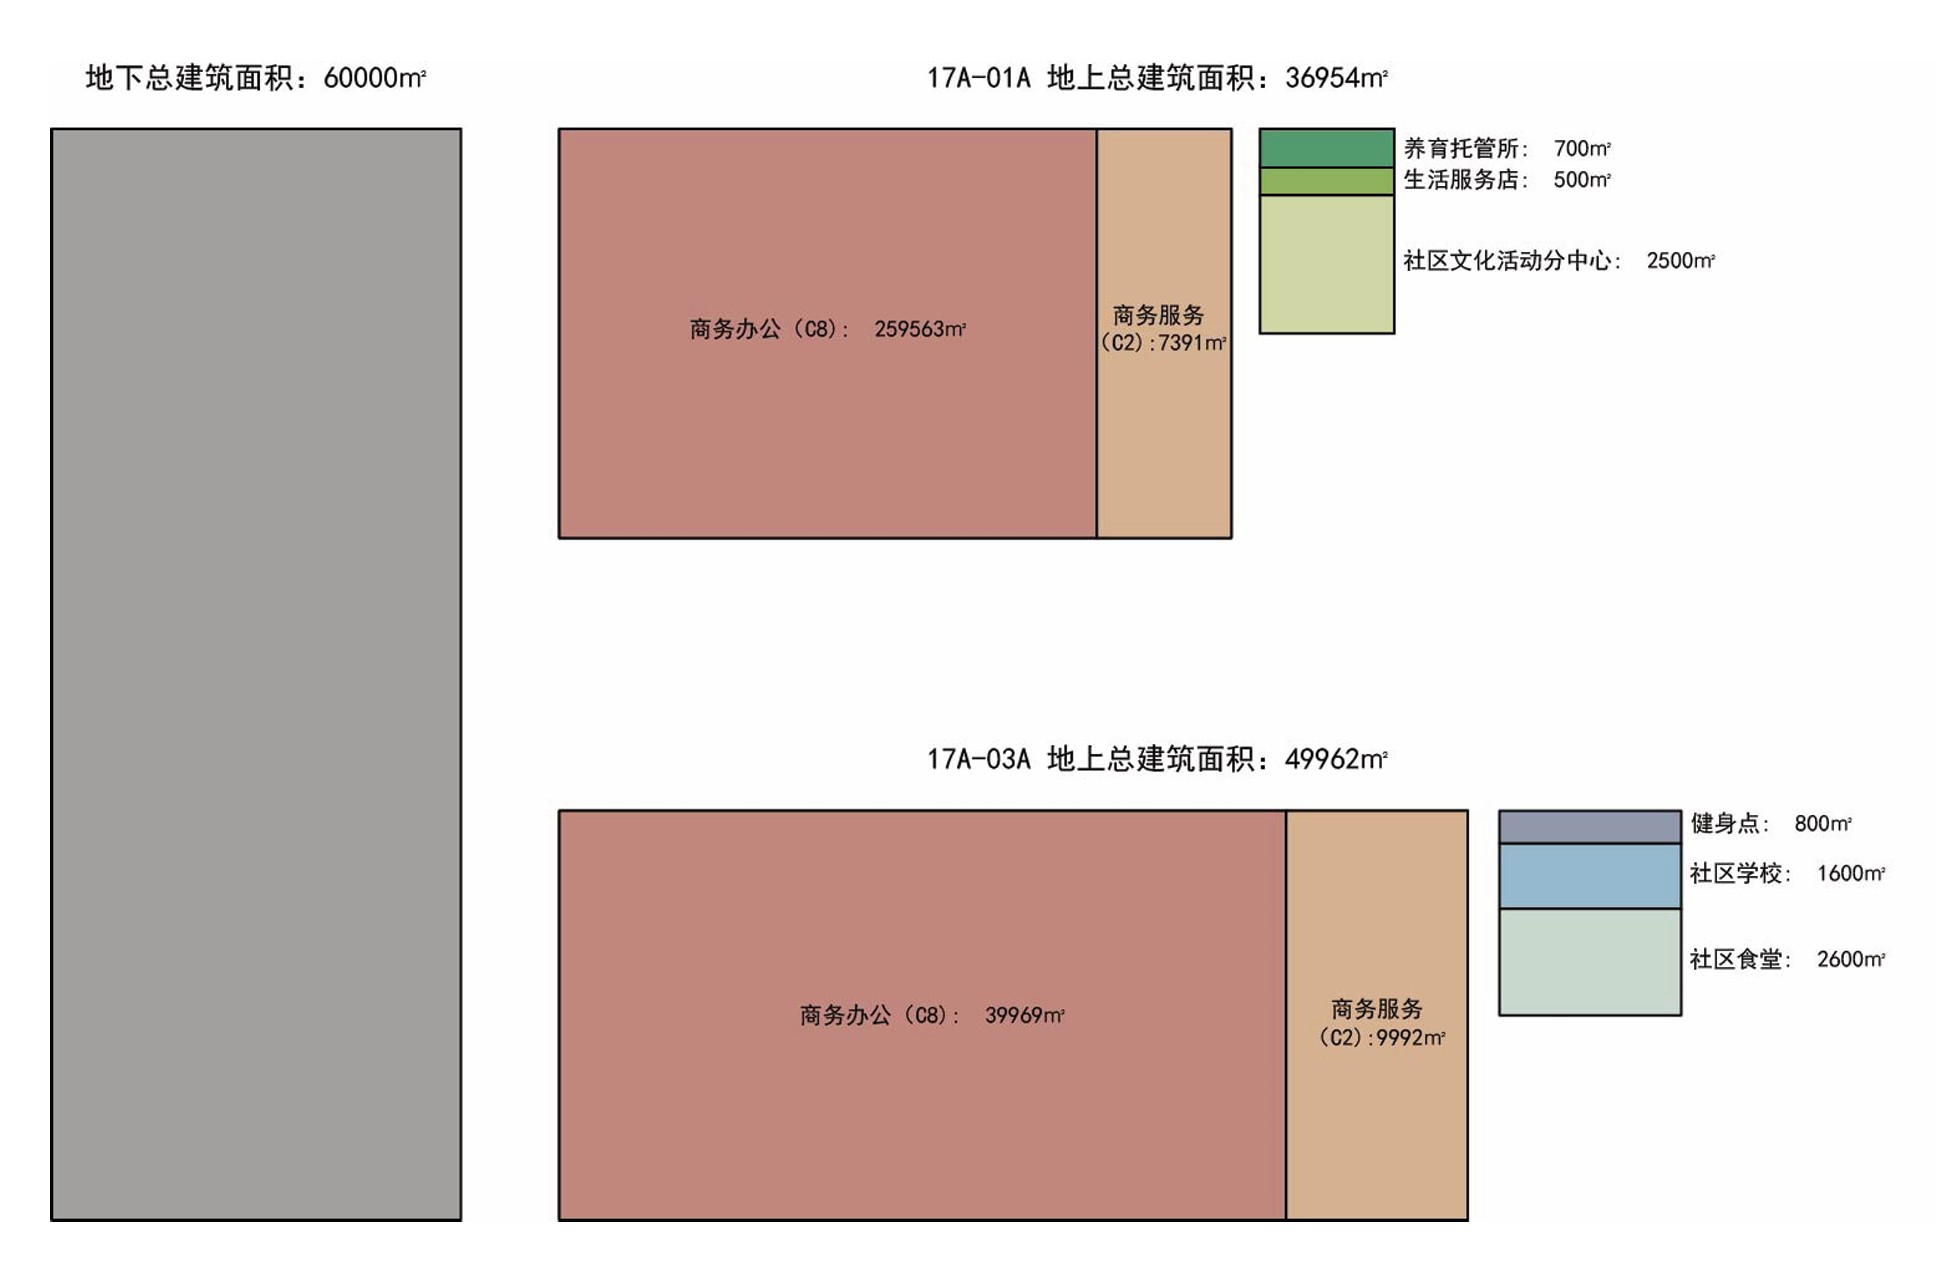 地下总建筑面积：60000㎡
17A-01A 地上总建筑面积：36954㎡
养育托管所： 700㎡
生活服务店： 500㎡
社区文化活动分中心： 2500㎡
商务办公（C8）： 259563㎡
商务服务
（C2）:7391㎡
17A-03A 地上总建筑面积：49962㎡
健身点： 800㎡
社区学校： 1600㎡
社区食堂： 2600㎡
商务办公（C8）： 39969㎡
商务服务
（C2）:9992㎡